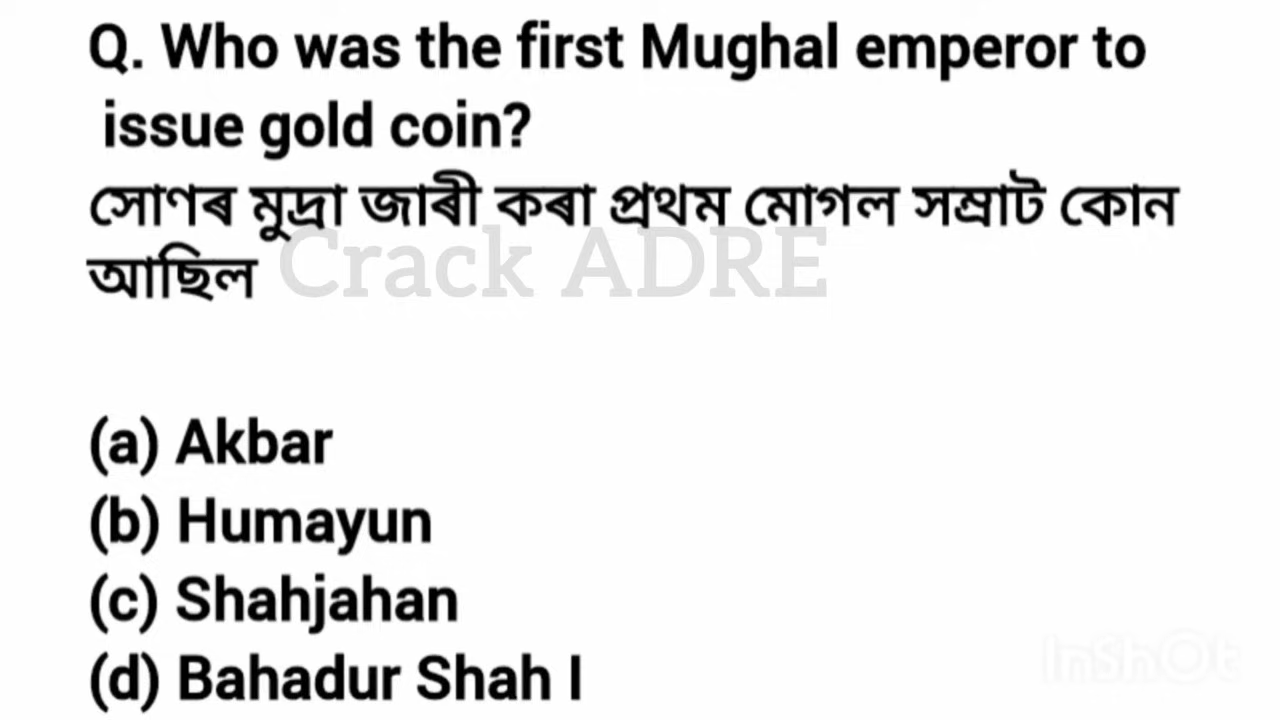 Q. Who was the first Mughal emperor to
issue gold coin?
সোণৰ মুদ্ৰা জাৰী কৰা প্ৰথম মোগল সম্ৰাট কোন
আছিল
Crack ADRE
(a) Akbar
(b) Humayun
(c) Shahjahan
(d) Bahadur Shah I
InShOt